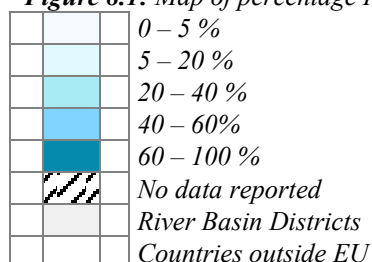 Figure 6.1: Map of percentage
0 – 5 %
5 – 20 %
20 – 40 %
40 – 60%
60 – 100 %
No data reported
River Basin Districts
Countries outside EU